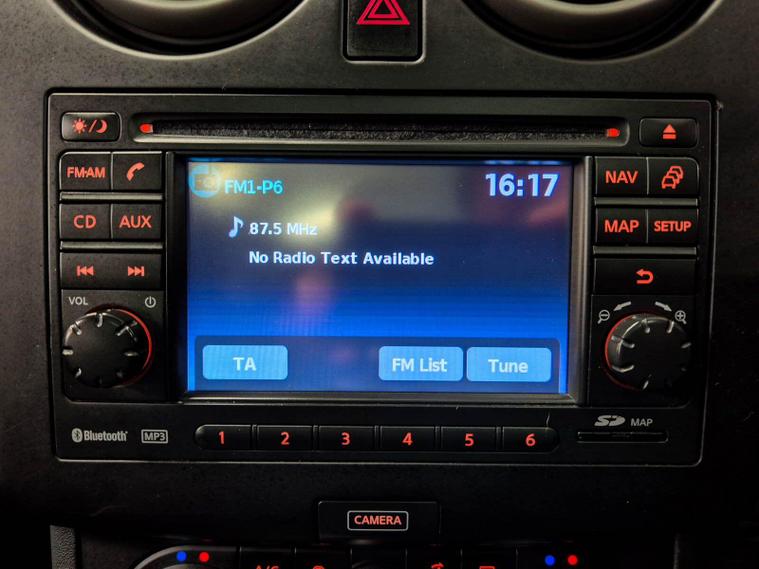 FM·AM
CD
AUX
VOL
FM1-P6
16:17
87.5 MHz
No Radio Text Available
TA
FM List
Tune
NAV
MAP
SETUP
Bluetooth
MP3
1
2
3
4
5
6
SD
MAP
CAMERA
A/C